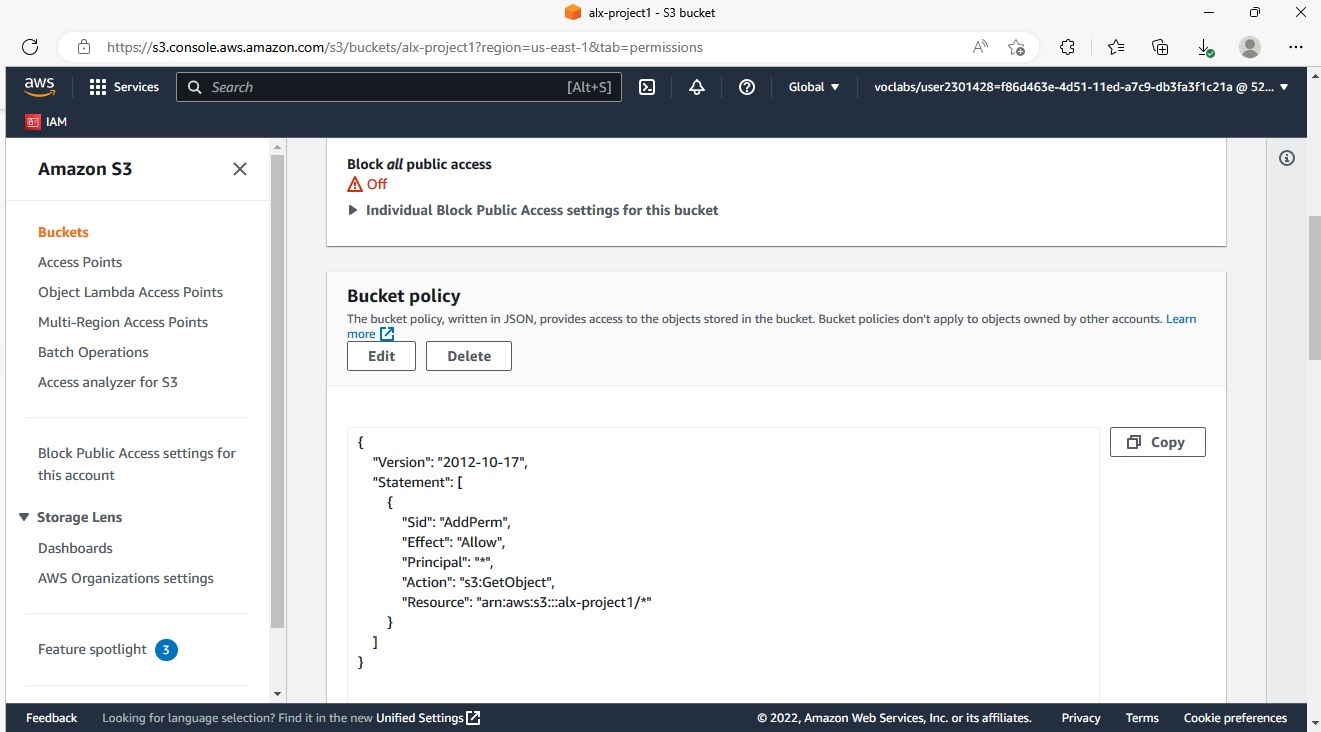 alx-project1 - S3 bucket
https://s3.console.aws.amazon.com/s3/buckets/alx-project1?region=us-east-1&tab=permissions
aws
Services
Search
[Alt+S]
Global
voclabs/user2301428=f86d463e-4d51-11ed-a7c9-db3fa3f1c21a @ 52...
IAM
Amazon S3
Buckets
Access Points
Object Lambda Access Points
Multi-Region Access Points
Batch Operations
Access analyzer for S3
Block Public Access settings for
this account
Storage Lens
Dashboards
AWS Organizations settings
Feature spotlight 3
Block all public access
Off
Individual Block Public Access settings for this bucket
Bucket policy
The bucket policy, written in JSON, provides access to the objects stored in the bucket. Bucket policies don't apply to objects owned by other accounts. Learn
more
Edit
Delete
Copy
{
"Version": "2012-10-17",
"Statement": [
{
"Sid": "AddPerm",
"Effect": "Allow",
"Principal": "*",
"Action": "s3:GetObject",
"Resource": "arn:aws:s3:::alx-project1/*"
}
]
}
Feedback
Looking for language selection? Find it in the new Unified Settings
© 2022, Amazon Web Services, Inc. or its affiliates.
Privacy
Terms
Cookie preferences